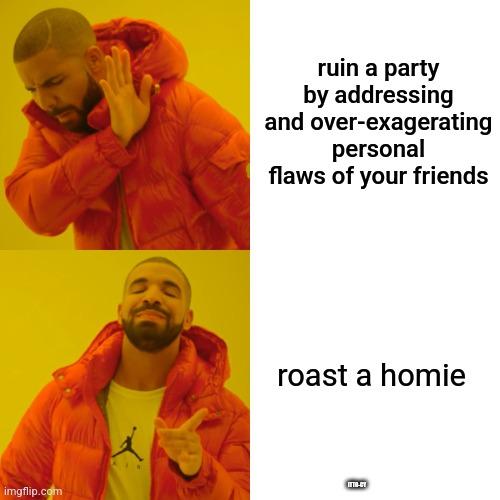 ruin a party
by addressing
and over-exagerating
personal
flaws of your friends
roast a homie
imgflip.com